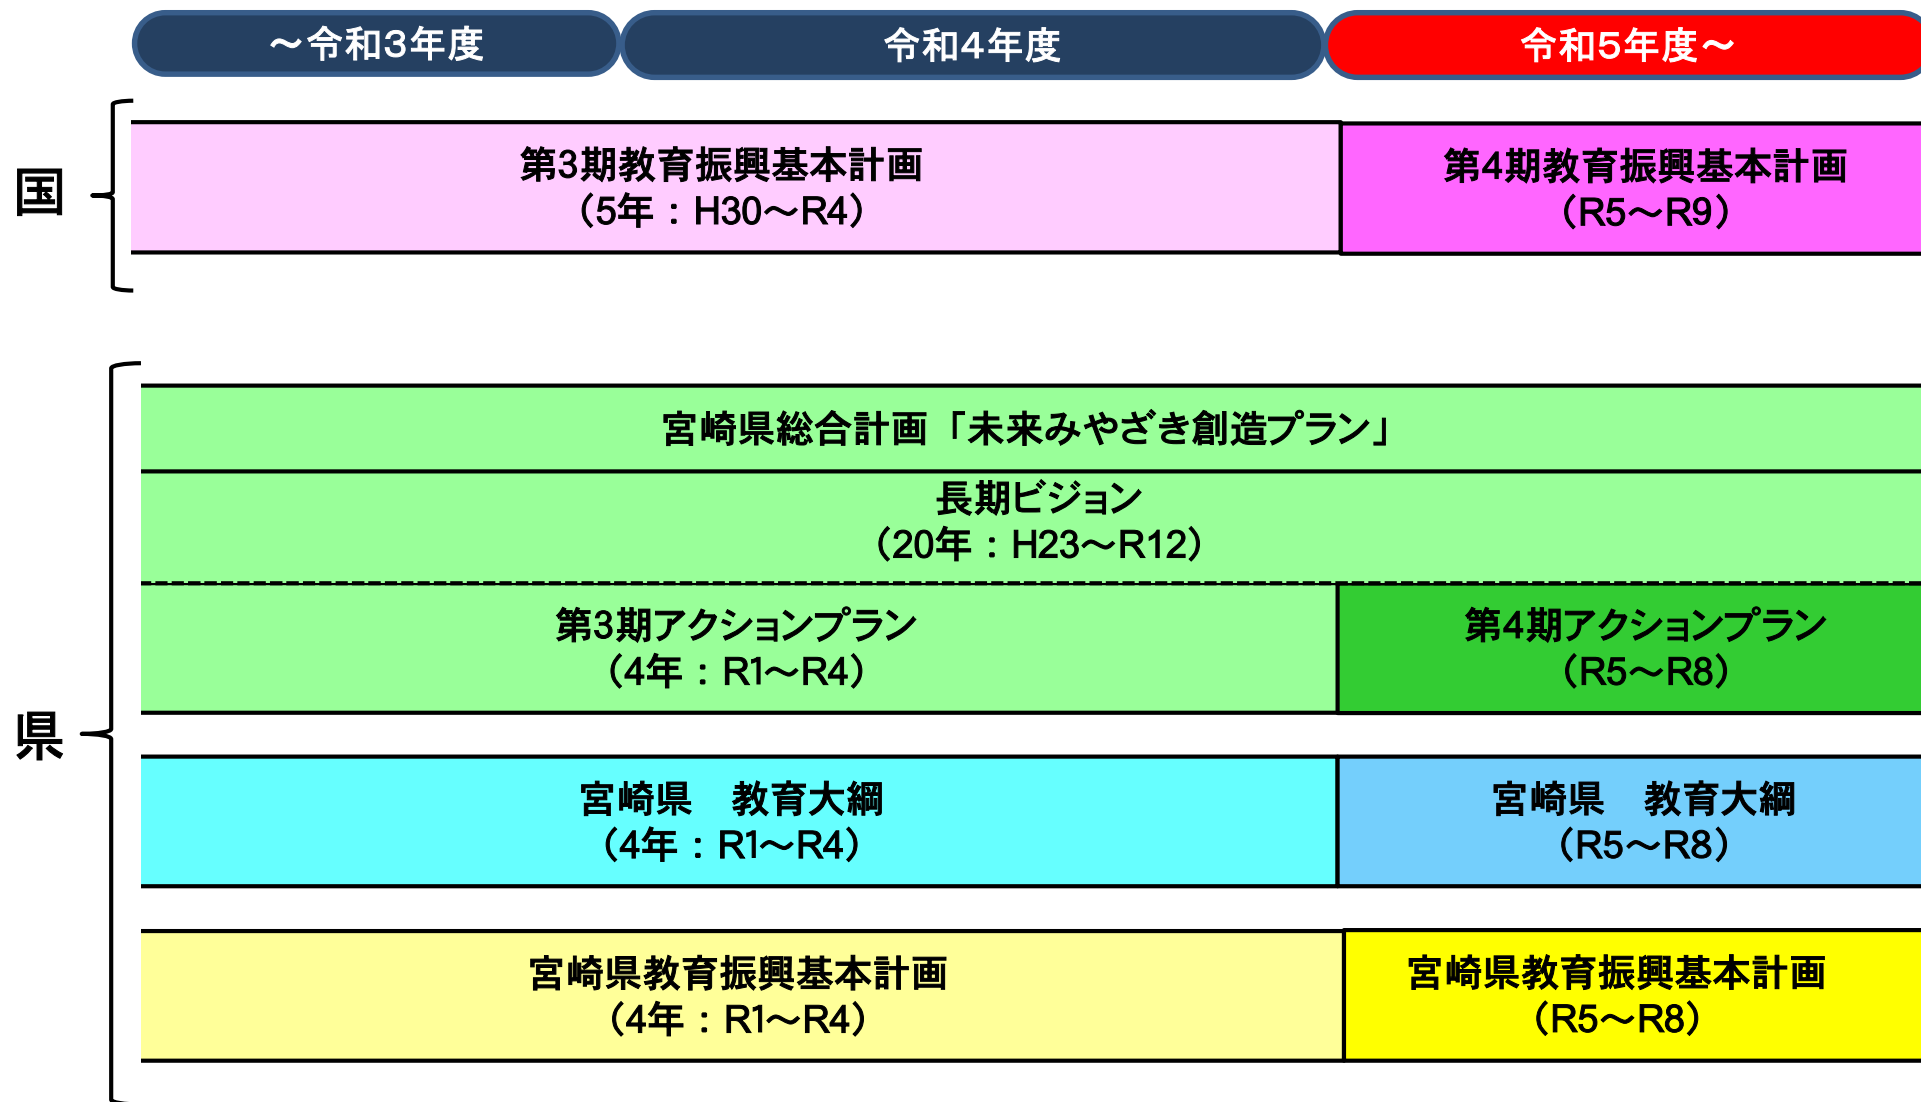 ～令和３年度
令和４年度
令和５年度～
国
第3期教育振興基本計画
（5年：H30～R4）
第4期教育振興基本計画
（R5～R9）
県
宮崎県総合計画「未来みやざき創造プラン」
長期ビジョン
（20年：H23～R12）
第3期アクションプラン
（4年：R1～R4）
第4期アクションプラン
（R5～R8）
宮崎県　教育大綱
（4年：R1～R4）
宮崎県　教育大綱
（R5～R8）
宮崎県教育振興基本計画
（4年：R1～R4）
宮崎県教育振興基本計画
（R5～R8）